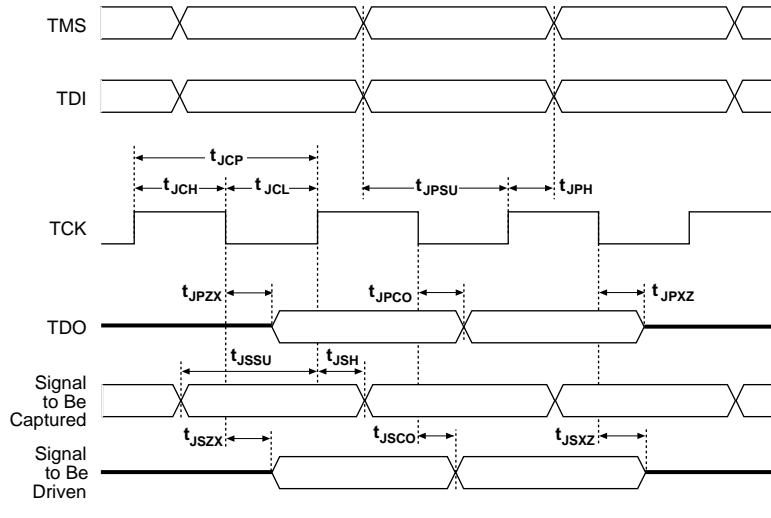 TMS
TDI
tJCP
tJCH
tJCL
tJPSU
tJPH
TCK
tJPZX
tJPCO
tJPXZ
TDO
tJSSU
tJSH
Signal
to Be
Captured
tJSZX
tJSCO
tJSXZ
Signal
to Be
Driven